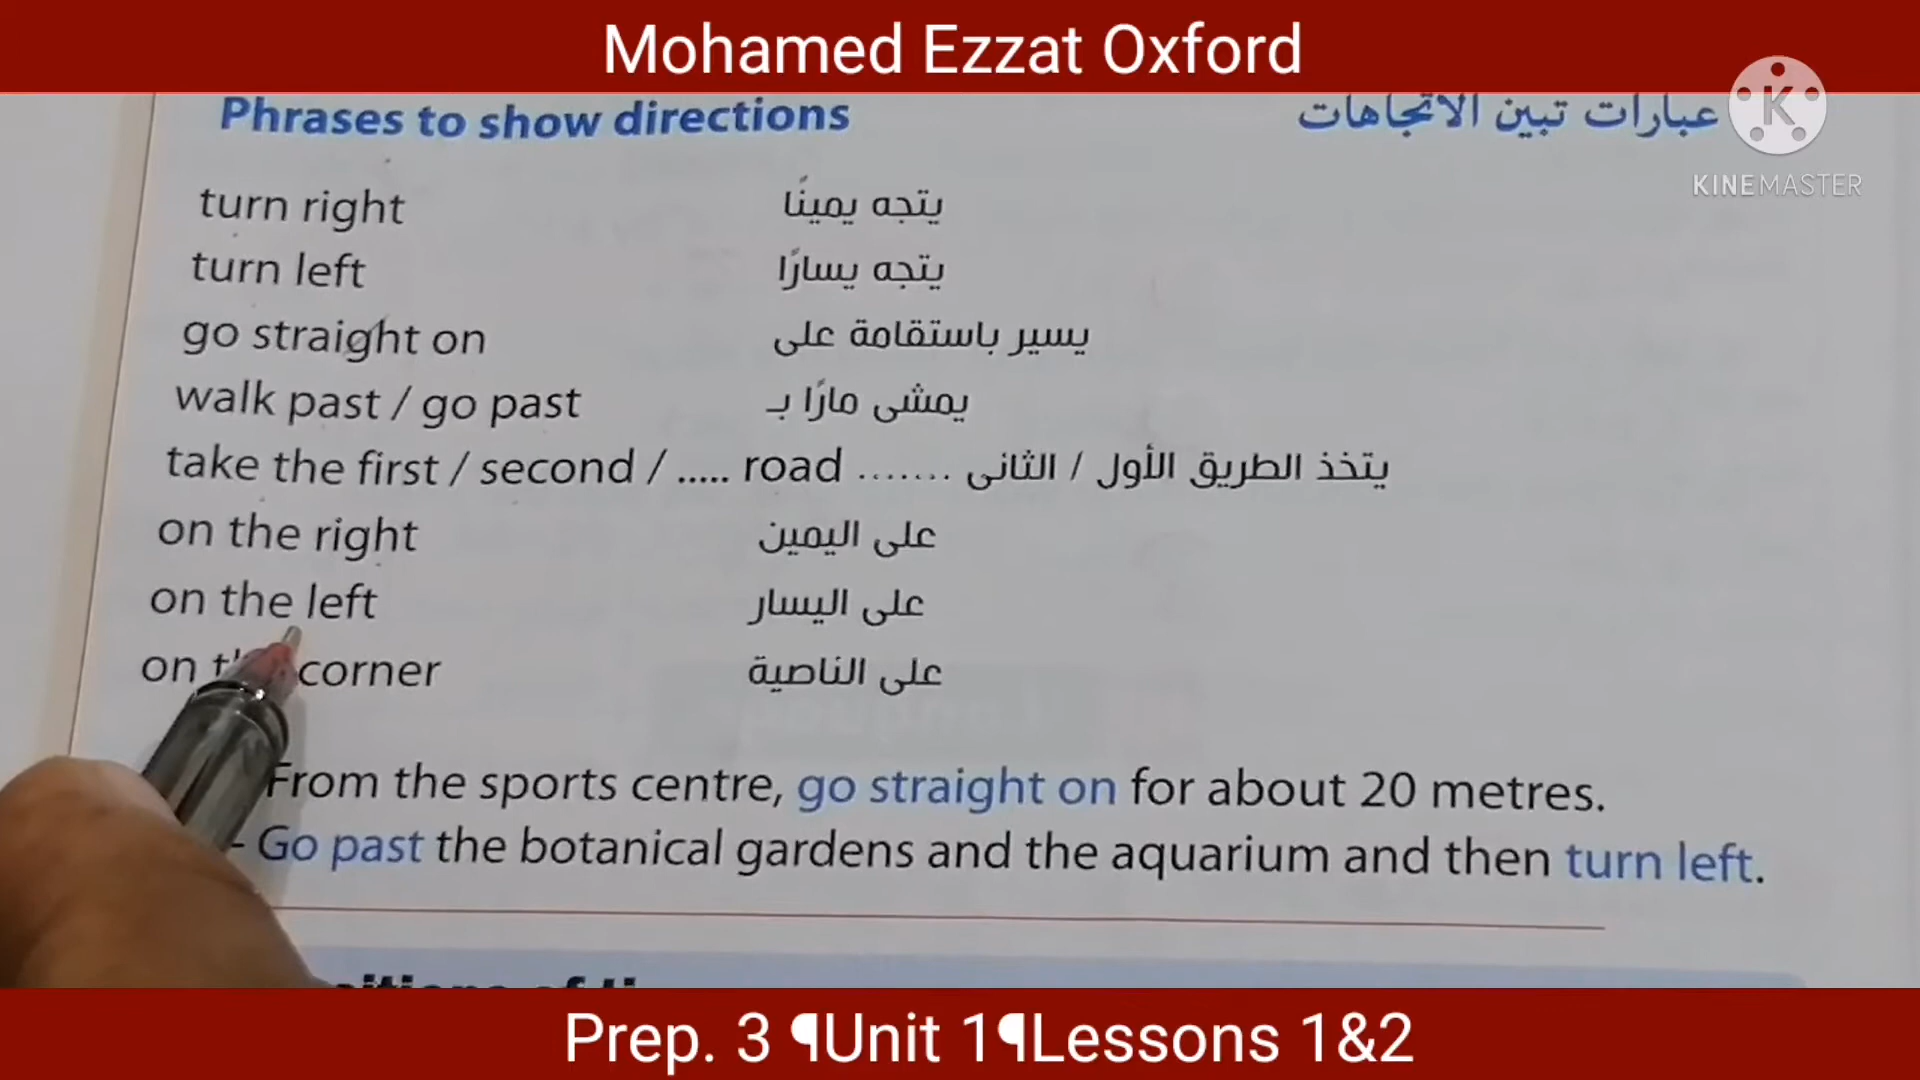 Mohamed Ezzat Oxford
Phrases to show directions عبارات تبين الاتجاهات
K
KINEMASTER
turn right يتجه يمينًا
turn left يتجه يسارًا
go straight on يسير باستقامة على
walk past / go past يمشى مارًا بـ
take the first / second / ..... road ....... يتخذ الطريق الأول / الثانى
on the right على اليمين
on the left على اليسار
on corner على الناصية
From the sports centre, go straight on for about 20 metres.
- Go past the botanical gardens and the aquarium and then turn left.
Prep. 3 ¶Unit 1¶Lessons 1&2